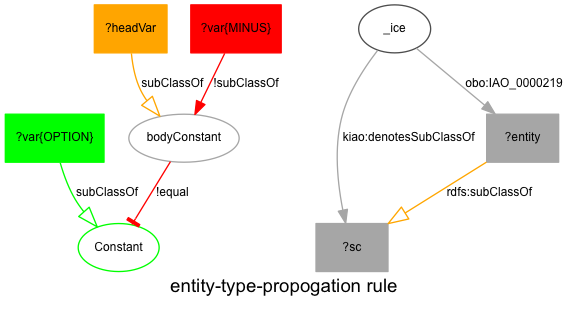 ?headVar
?var{MINUS}
_ice
subClassOf
!subClassOf
obo:IAO_0000219
?var{OPTION}
bodyConstant
kiao:denotesSubClassOf
?entity
subClassOf
!equal
rdfs:subClassOf
Constant
?sc
entity-type-propogation rule